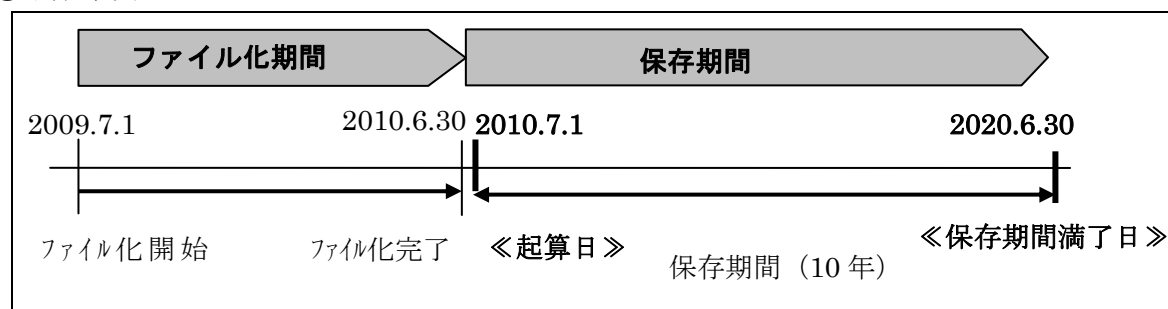 ファイル化期間 保存期間
2009.7.1 2010.6.30 2010.7.1 2020.6.30
ファイル化開始 ファイル化完了 ≪起算日≫ 保存期間（10 年） ≪保存期間満了日≫